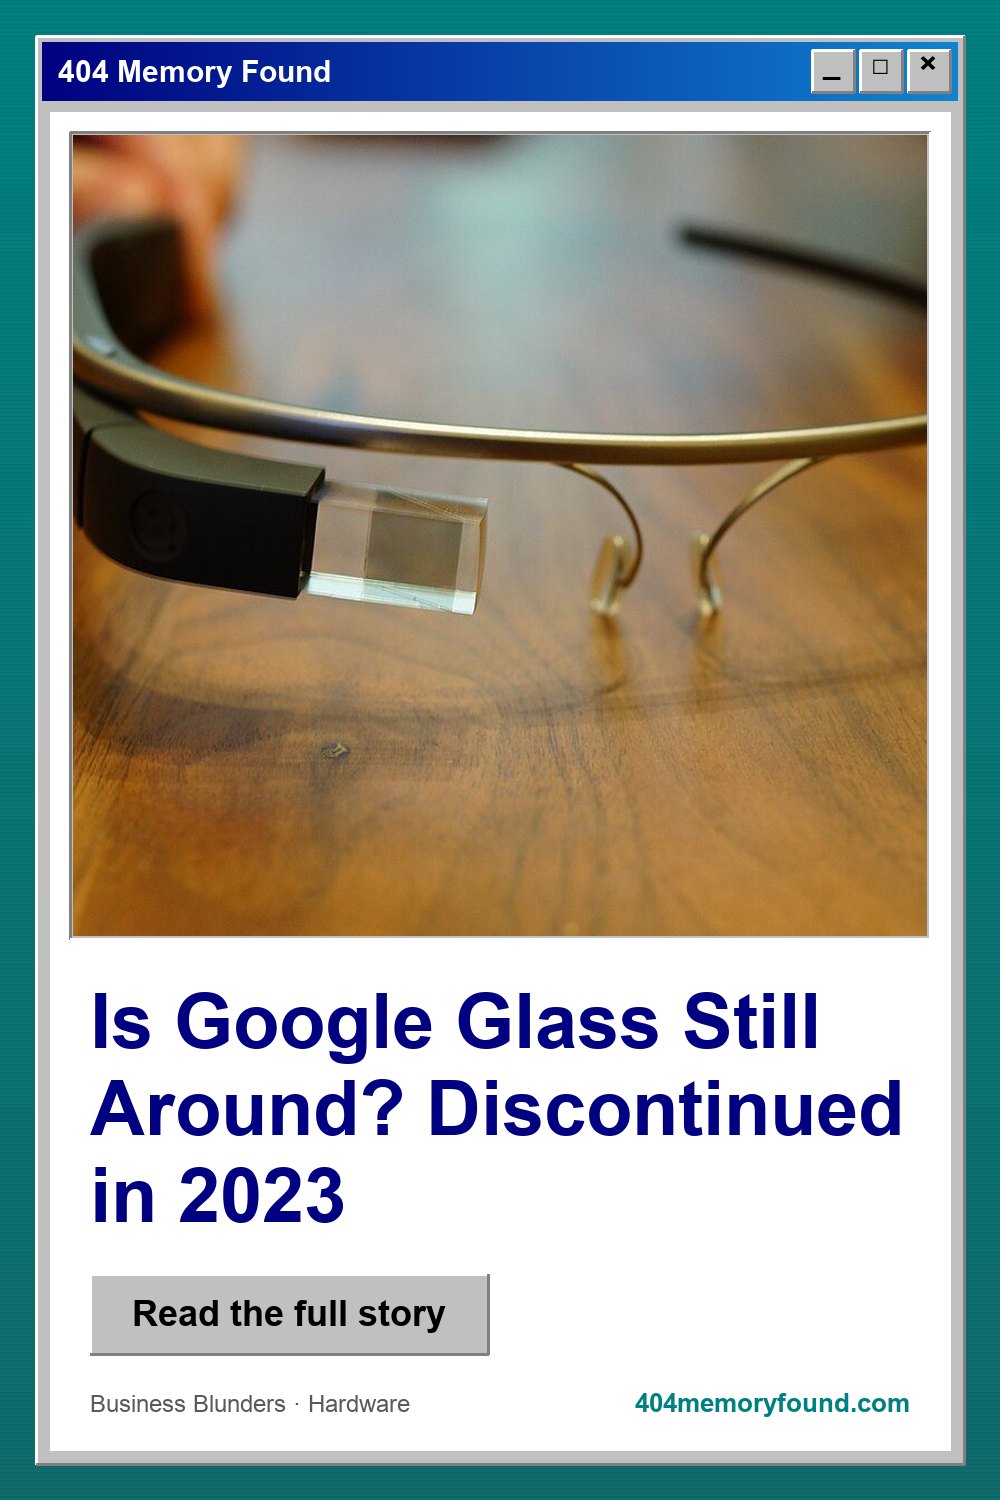 404 Memory Found
Is Google Glass Still
Around? Discontinued
in 2023
Read the full story
Business Blunders · Hardware
404memoryfound.com